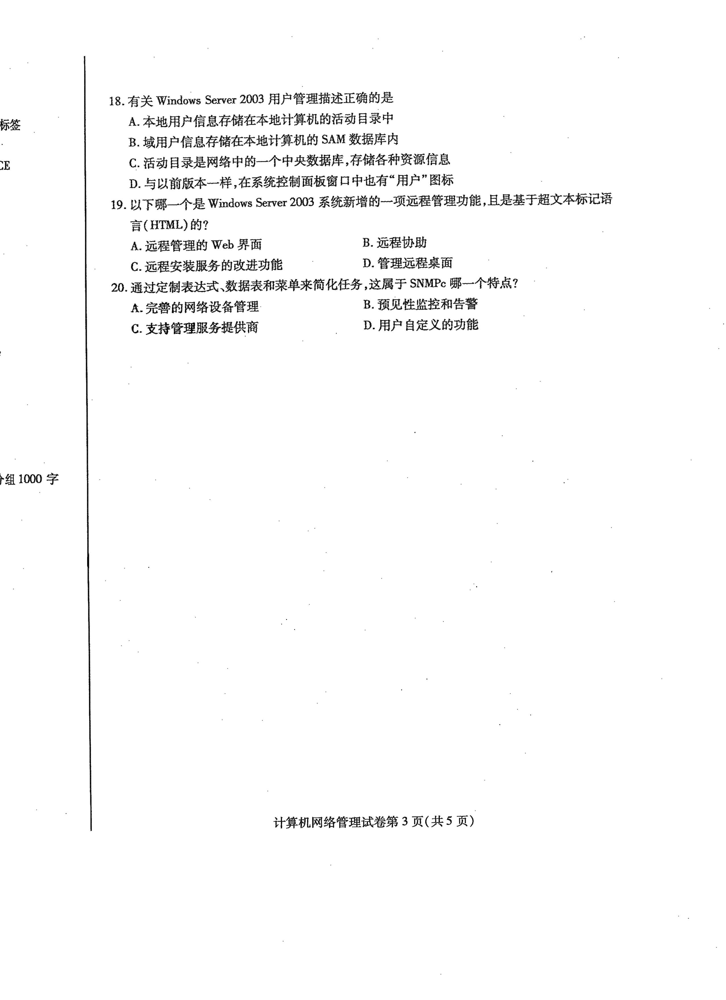 标签
CE
分组 1000 字
18. 有关 Windows Server 2003 用户管理描述正确的是
A. 本地用户信息存储在本地计算机的活动目录中
B. 域用户信息存储在本地计算机的 SAM 数据库内
C. 活动目录是网络中的一个中央数据库,存储各种资源信息
D. 与以前版本一样,在系统控制面板窗口中也有“用户”图标
19. 以下哪一个是 Windows Server 2003 系统新增的一项远程管理功能,且是基于超文本标记语
言(HTML)的?
A. 远程管理的 Web 界面 B. 远程协助
C. 远程安装服务的改进功能 D. 管理远程桌面
20. 通过定制表达式、数据表和菜单来简化任务,这属于 SNMPc 哪一个特点?
A. 完善的网络设备管理 B. 预见性监控和告警
C. 支持管理服务提供商 D. 用户自定义的功能
计算机网络管理试卷第 3 页(共 5 页)